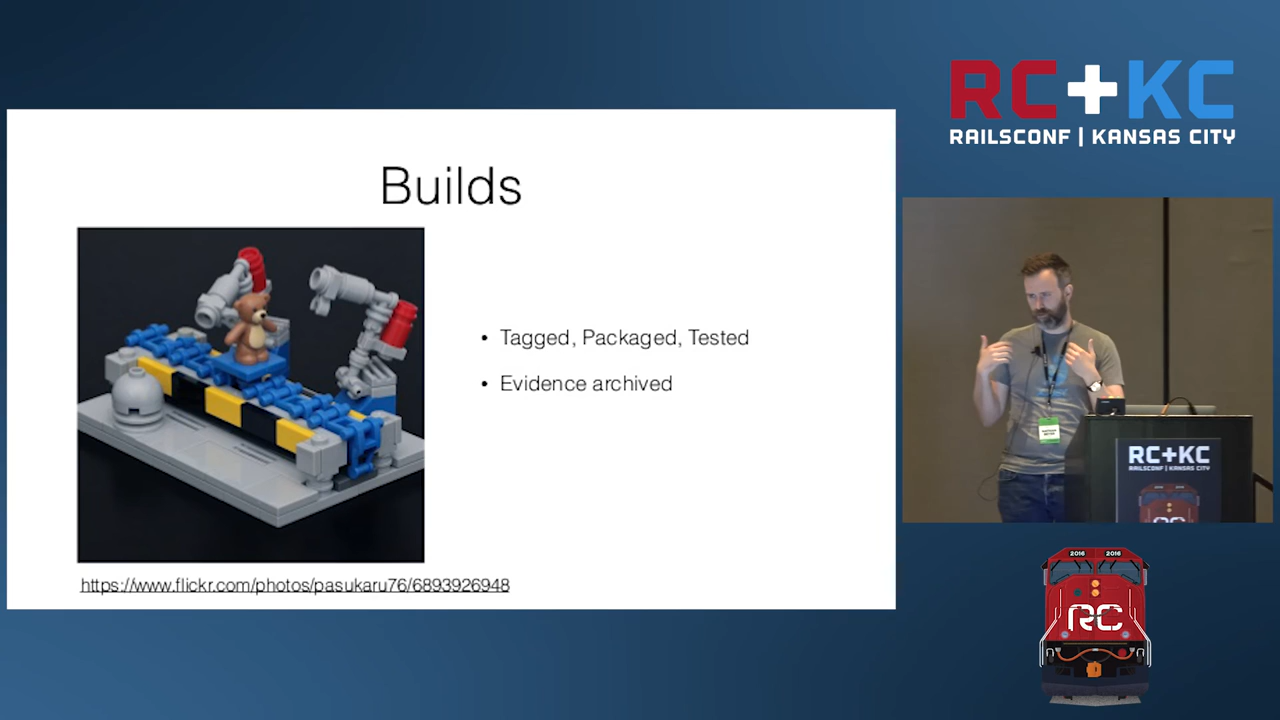 Builds
• Tagged, Packaged, Tested
• Evidence archived
https://www.flickr.com/photos/pasukaru76/6893926948
RC+KC
RAILSCONF | KANSAS CITY
RC+KC
RAILSCONF | KANSAS CITY
2016 2016
RC